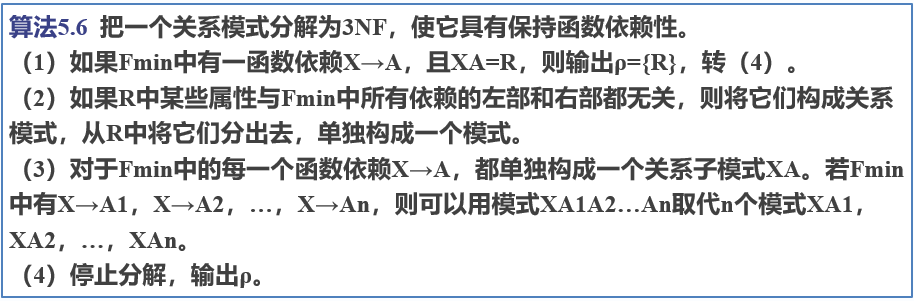 算法5.6 把一个关系模式分解为3NF，使它具有保持函数依赖性。
（1）如果Fmin中有一函数依赖X→A，且XA=R，则输出ρ={R}，转（4）。
（2）如果R中某些属性与Fmin中所有依赖的左部和右部都无关，则将它们构成关系
模式，从R中将它们分出去，单独构成一个模式。
（3）对于Fmin中的每一个函数依赖X→A，都单独构成一个关系子模式XA。若Fmin
中有X→A1，X→A2，…，X→An，则可以用模式XA1A2…An取代n个模式XA1，
XA2，…，XAn。
（4）停止分解，输出ρ。